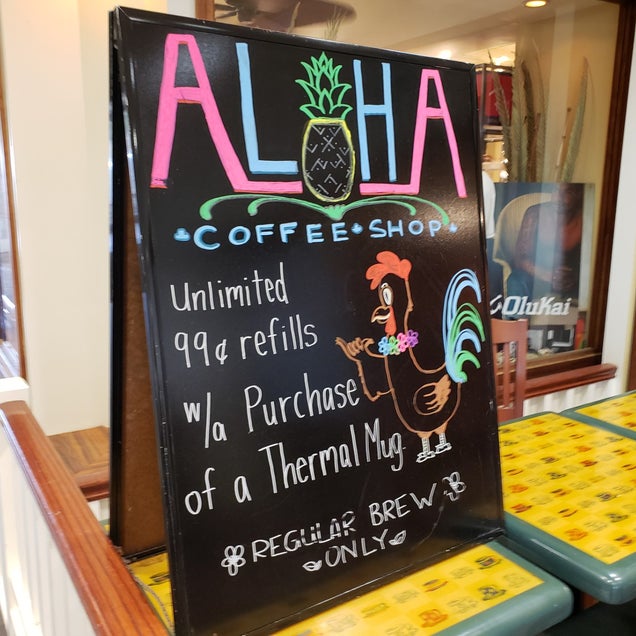 ALOHA
COFFEE SHOP
Unlimited
99¢ refills
w/a Purchase
of a Thermal Mug
REGULAR BREW
ONLY
OluKai